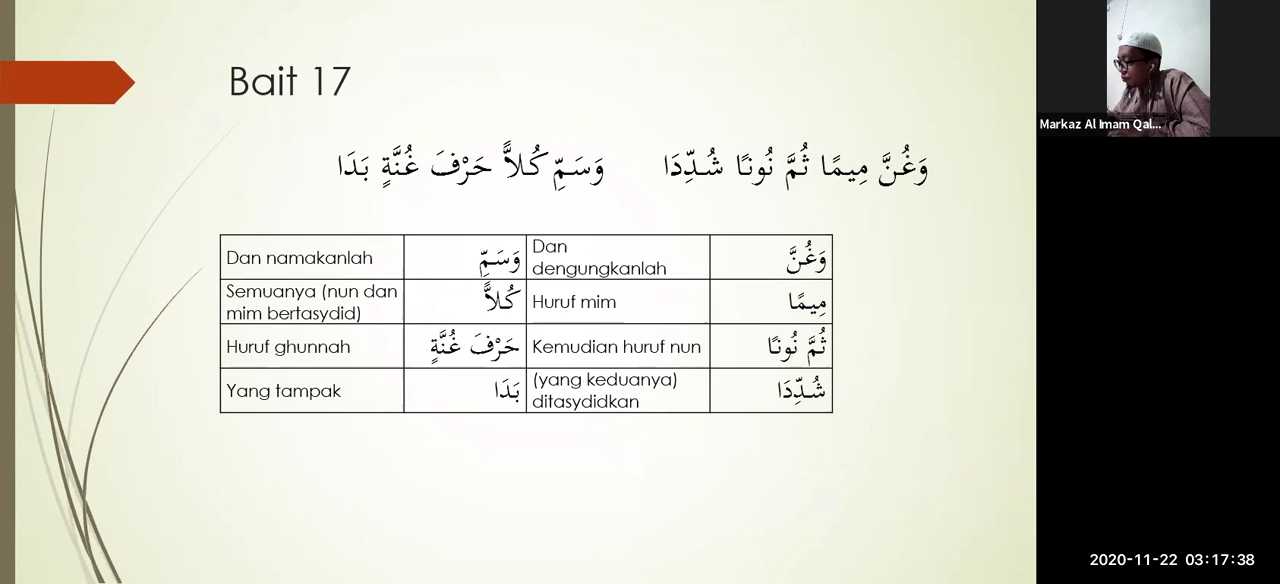 Bait 17
وَغُنَّ مِيمًا ثُمَّ نُونًا شُدِّدَا وَسَمِّ كُلاًّ حَرْفَ غُنَّةٍ بَدَا
Dan namakanlah وَسَمِّ Dan dengungkanlah وَغُنَّ
Semuanya (nun dan mim bertasydid) كُلاًّ Huruf mim مِيمًا
Huruf ghunnah حَرْفَ غُنَّةٍ Kemudian huruf nun ثُمَّ نُونًا
Yang tampak بَدَا (yang keduanya) ditasydidkan شُدِّدَا
Markaz Al Imam Qal...
2020-11-22 03:17:38